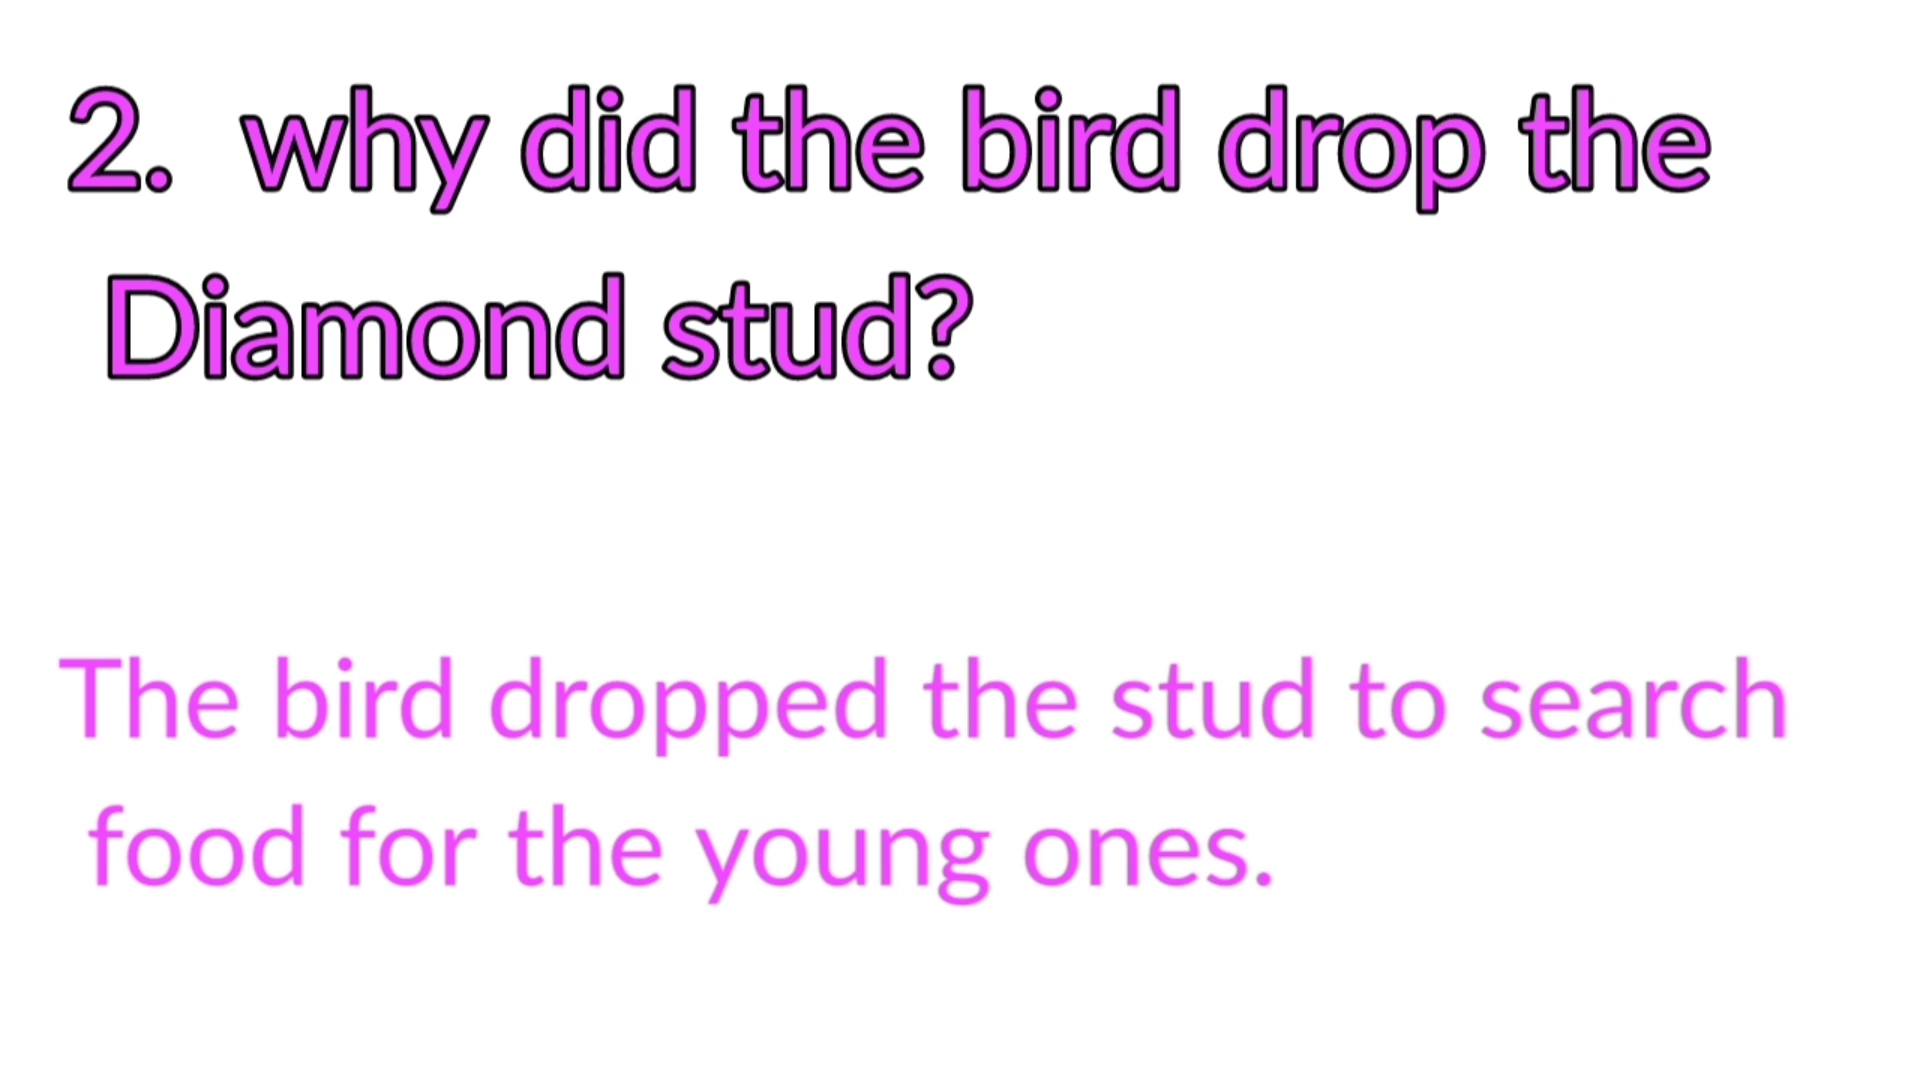 2. why did the bird drop the
Diamond stud?
The bird dropped the stud to search
food for the young ones.